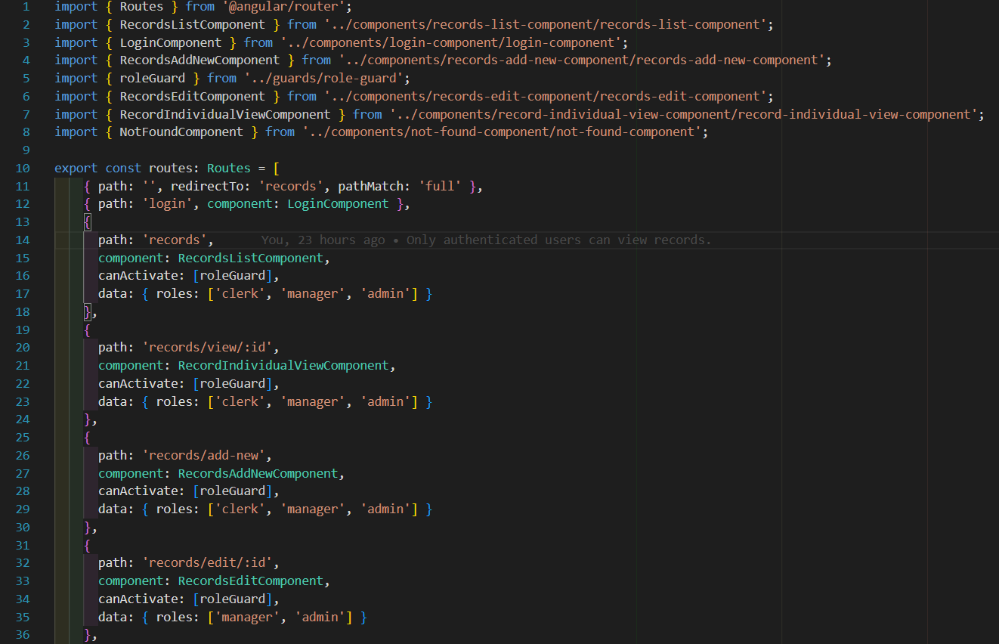 1 import { Routes } from '@angular/router';
2 import { RecordsListComponent } from '../components/records-list-component/records-list-component';
3 import { LoginComponent } from '../components/login-component/login-component';
4 import { RecordsAddNewComponent } from '../components/records-add-new-component/records-add-new-component';
5 import { roleGuard } from '../guards/role-guard';
6 import { RecordsEditComponent } from '../components/records-edit-component/records-edit-component';
7 import { RecordIndividualViewComponent } from '../components/record-individual-view-component/record-individual-view-component';
8 import { NotFoundComponent } from '../components/not-found-component/not-found-component';
9
10 export const routes: Routes = [
11     { path: '', redirectTo: 'records', pathMatch: 'full' },
12     { path: 'login', component: LoginComponent },
13     {
14       path: 'records', You, 23 hours ago • Only authenticated users can view records.
15       component: RecordsListComponent,
16       canActivate: [roleGuard],
17       data: { roles: ['clerk', 'manager', 'admin'] }
18     },
19     {
20       path: 'records/view/:id',
21       component: RecordIndividualViewComponent,
22       canActivate: [roleGuard],
23       data: { roles: ['clerk', 'manager', 'admin'] }
24     },
25     {
26       path: 'records/add-new',
27       component: RecordsAddNewComponent,
28       canActivate: [roleGuard],
29       data: { roles: ['clerk', 'manager', 'admin'] }
30     },
31     {
32       path: 'records/edit/:id',
33       component: RecordsEditComponent,
34       canActivate: [roleGuard],
35       data: { roles: ['manager', 'admin'] }
36     },